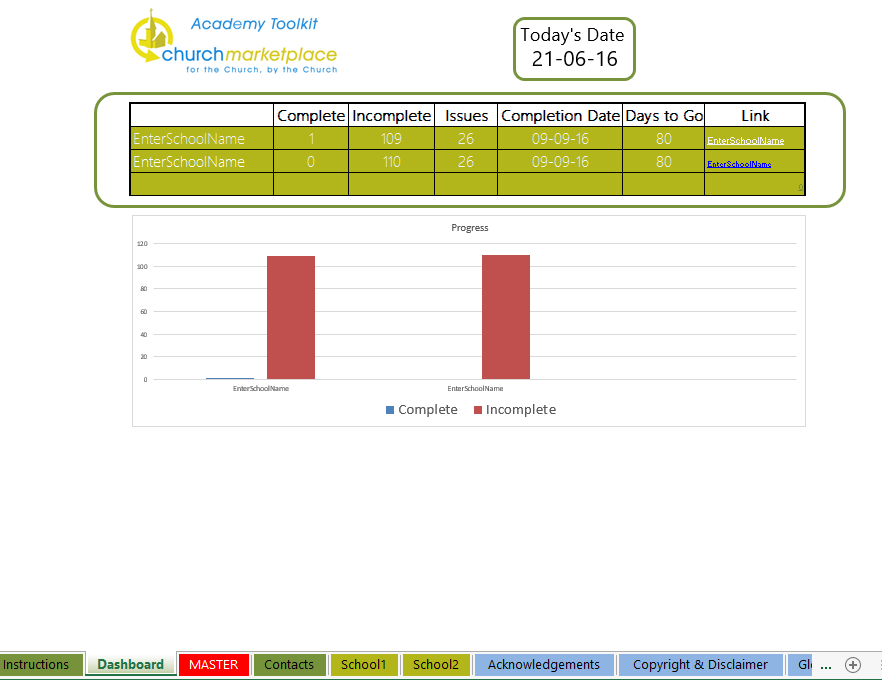 Academy Toolkit
churchmarketplace
for the Church, by the Church
Today's Date
21-06-16
Complete Incomplete Issues Completion Date Days to Go Link
EnterSchoolName 1 109 26 09-09-16 80 EnterSchoolName
EnterSchoolName 0 110 26 09-09-16 80 EnterSchoolName
0
Progress
120
100
80
60
40
20
0
EnterSchoolName EnterSchoolName
Complete Incomplete
Instructions Dashboard MASTER Contacts School1 School2 Acknowledgements Copyright & Disclaimer Gl ...